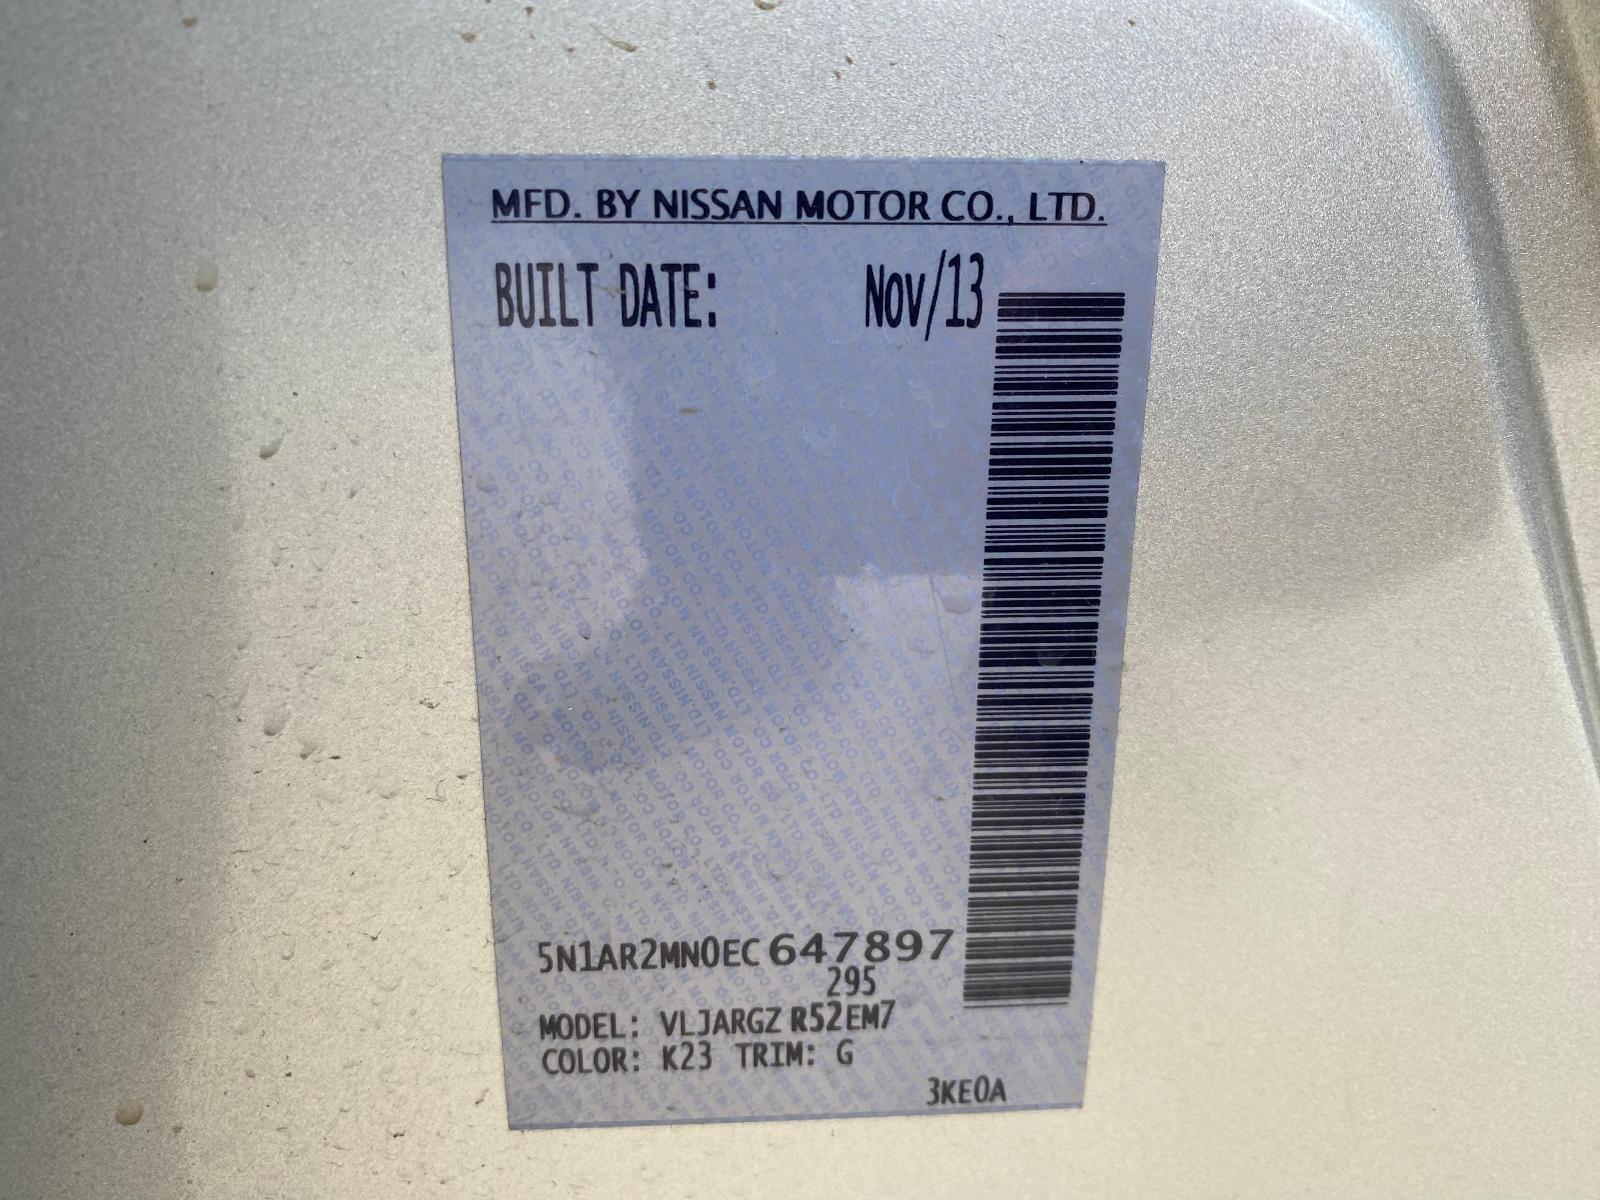 MFD. BY NISSAN MOTOR CO., LTD.
BUILT DATE: Nov/13
5N1AR2MN0EC647897
295
MODEL: VLJARGZ R52EM7
COLOR: K23 TRIM: G
3KE0A